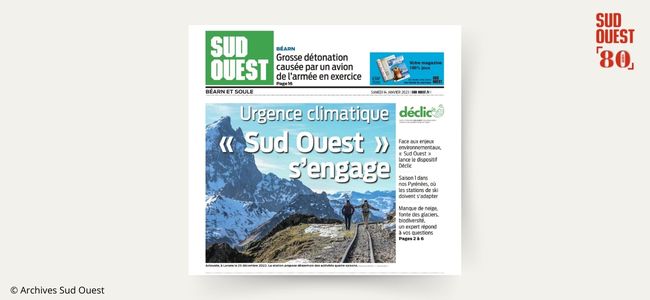 SUD
OUEST
80
SUD
OUEST
BÉARN
Grosse détonation
causée par un avion
de l'armée en exercice
Page 16
Votre magazine
100% jeux
BÉARN ET SOULE
SAMEDI 14 JANVIER 2023
Urgence climatique
« Sud Ouest »
s'engage
déclic
Face aux enjeux
environnementaux,
« Sud Ouest »
lance le dispositif
Déclic
Saison 1 dans
nos Pyrénées, où
les stations de ski
doivent s'adapter
Manque de neige,
fonte des glaciers,
biodiversité,
un expert répond
à vos questions
Pages 2 à 6
© Archives Sud Ouest